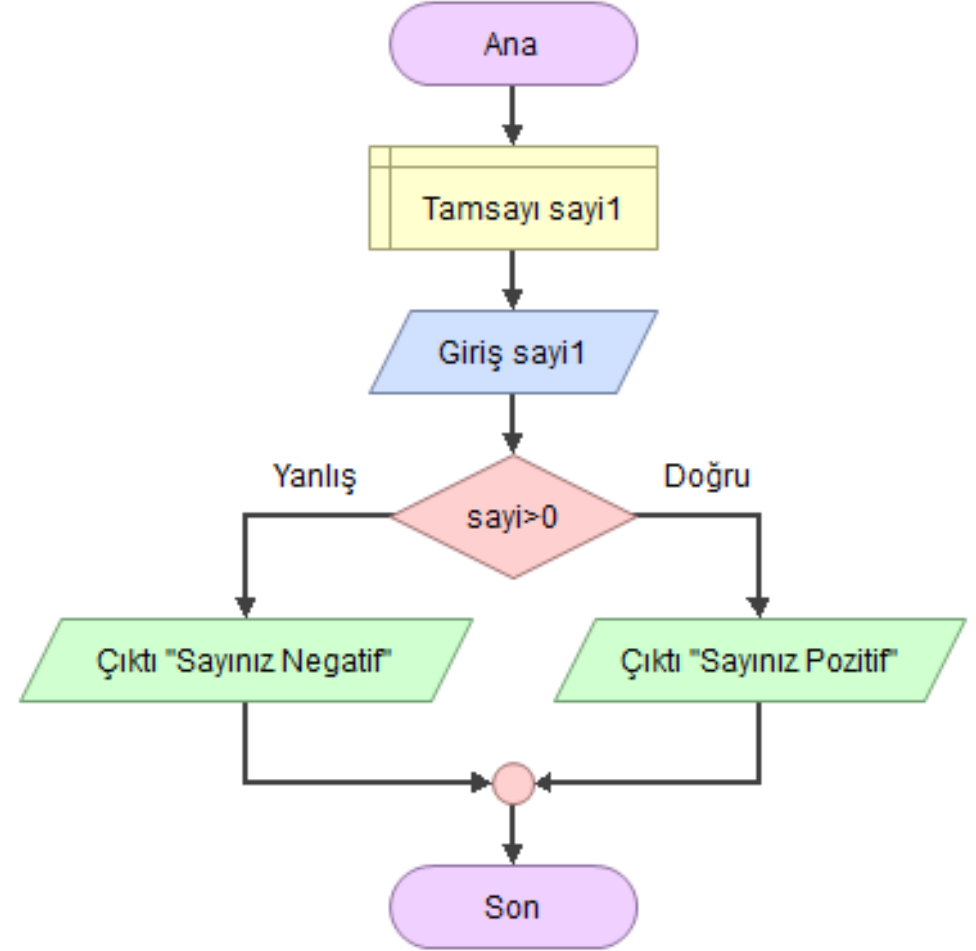 Ana
Tamsayı sayi1
Giriş sayi1
Yanlış
Doğru
sayi>0
Çıktı "Sayınız Negatif"
Çıktı "Sayınız Pozitif"
Son